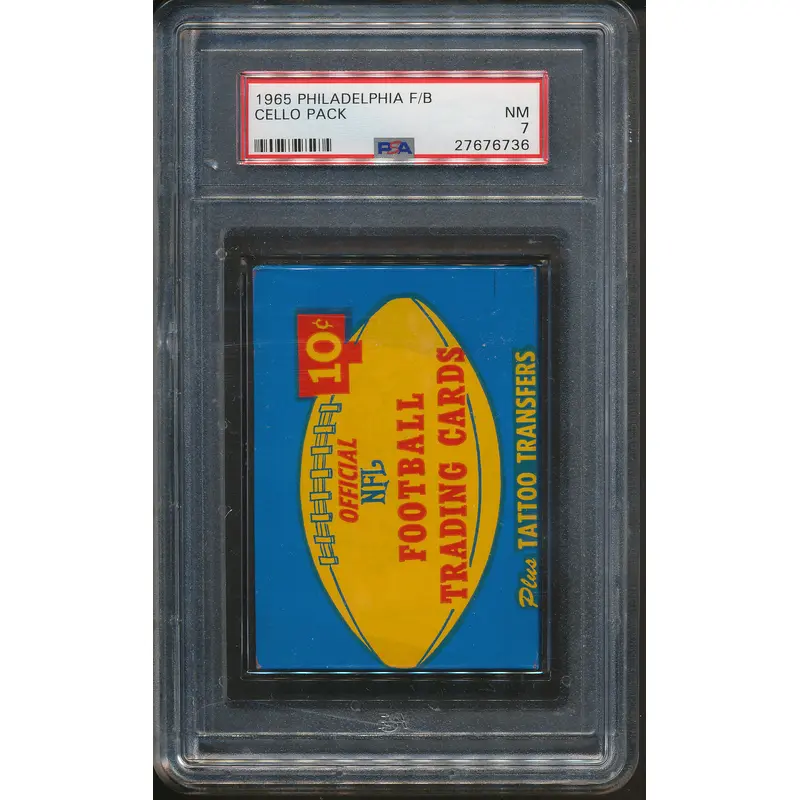 1965 PHILADELPHIA F/B
CELLO PACK
NM
7
PSA
27676736
10¢
OFFICIAL
NFL
FOOTBALL
TRADING CARDS
Plus TATTOO TRANSFERS